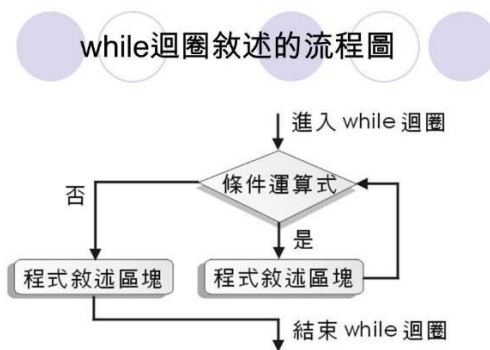 while迴圈敘述的流程圖
進入 while 迴圈
條件運算式
否
是
程式敘述區塊
程式敘述區塊
結束 while 迴圈